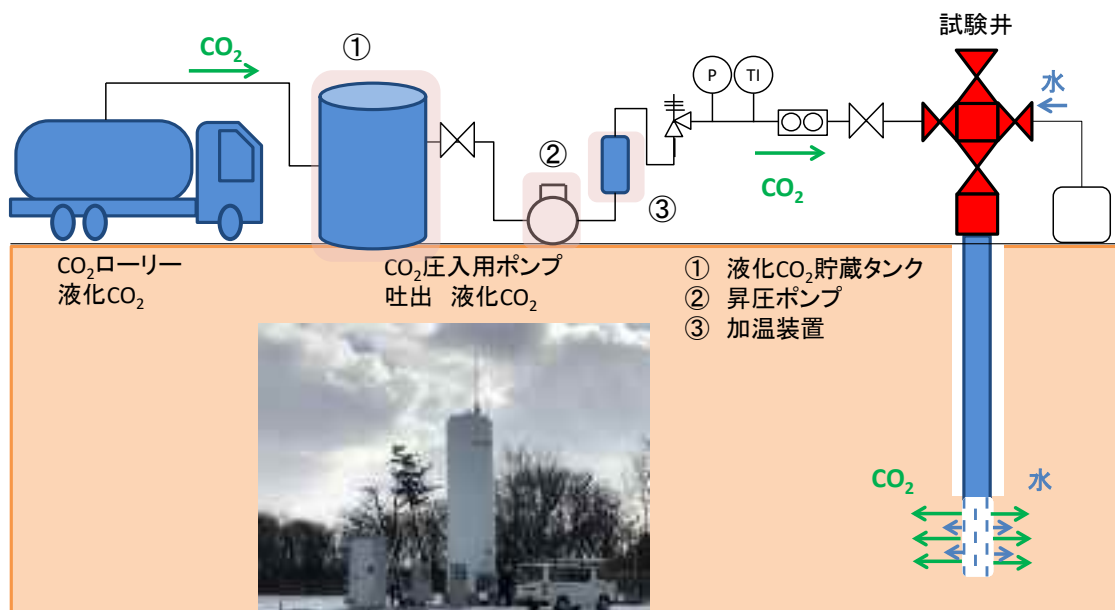 試験井
CO₂
①
P
TI
水
②
③
CO₂
CO₂ローリー
液化CO₂
CO₂圧入用ポンプ
吐出 液化CO₂
① 液化CO₂貯蔵タンク
② 昇圧ポンプ
③ 加温装置
CO₂
水